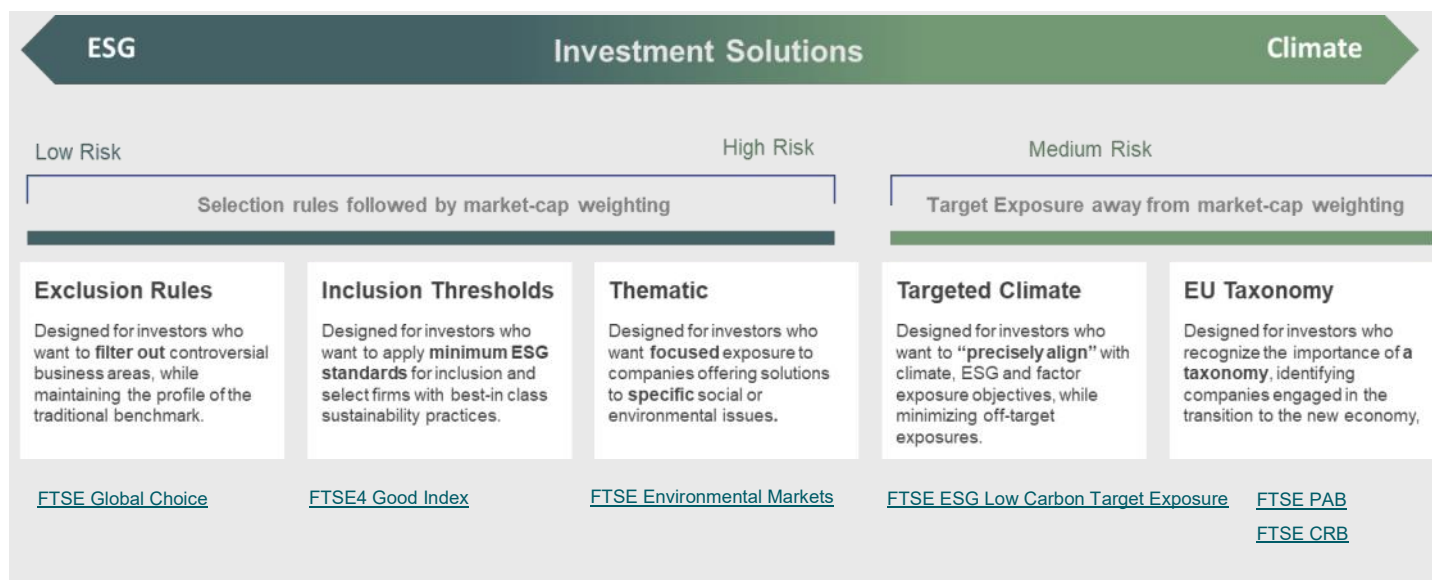 ESG
Investment Solutions
Climate
Low Risk
High Risk
Medium Risk
Selection rules followed by market-cap weighting
Target Exposure away from market-cap weighting
Exclusion Rules
Designed for investors who
want to filter out controversial
business areas, while
maintaining the profile of the
traditional benchmark.
Inclusion Thresholds
Designed for investors who
want to apply minimum ESG
standards for inclusion and
select firms with best-in class
sustainability practices.
Thematic
Designed for investors who
want focused exposure to
companies offering solutions
to specific social or
environmental issues.
Targeted Climate
Designed for investors who
want to “precisely align” with
climate, ESG and factor
exposure objectives, while
minimizing off-target
exposures.
EU Taxonomy
Designed for investors who
recognize the importance of a
taxonomy, identifying
companies engaged in the
transition to the new economy,
FTSE Global Choice
FTSE4 Good Index
FTSE Environmental Markets
FTSE ESG Low Carbon Target Exposure
FTSE PAB
FTSE CRB